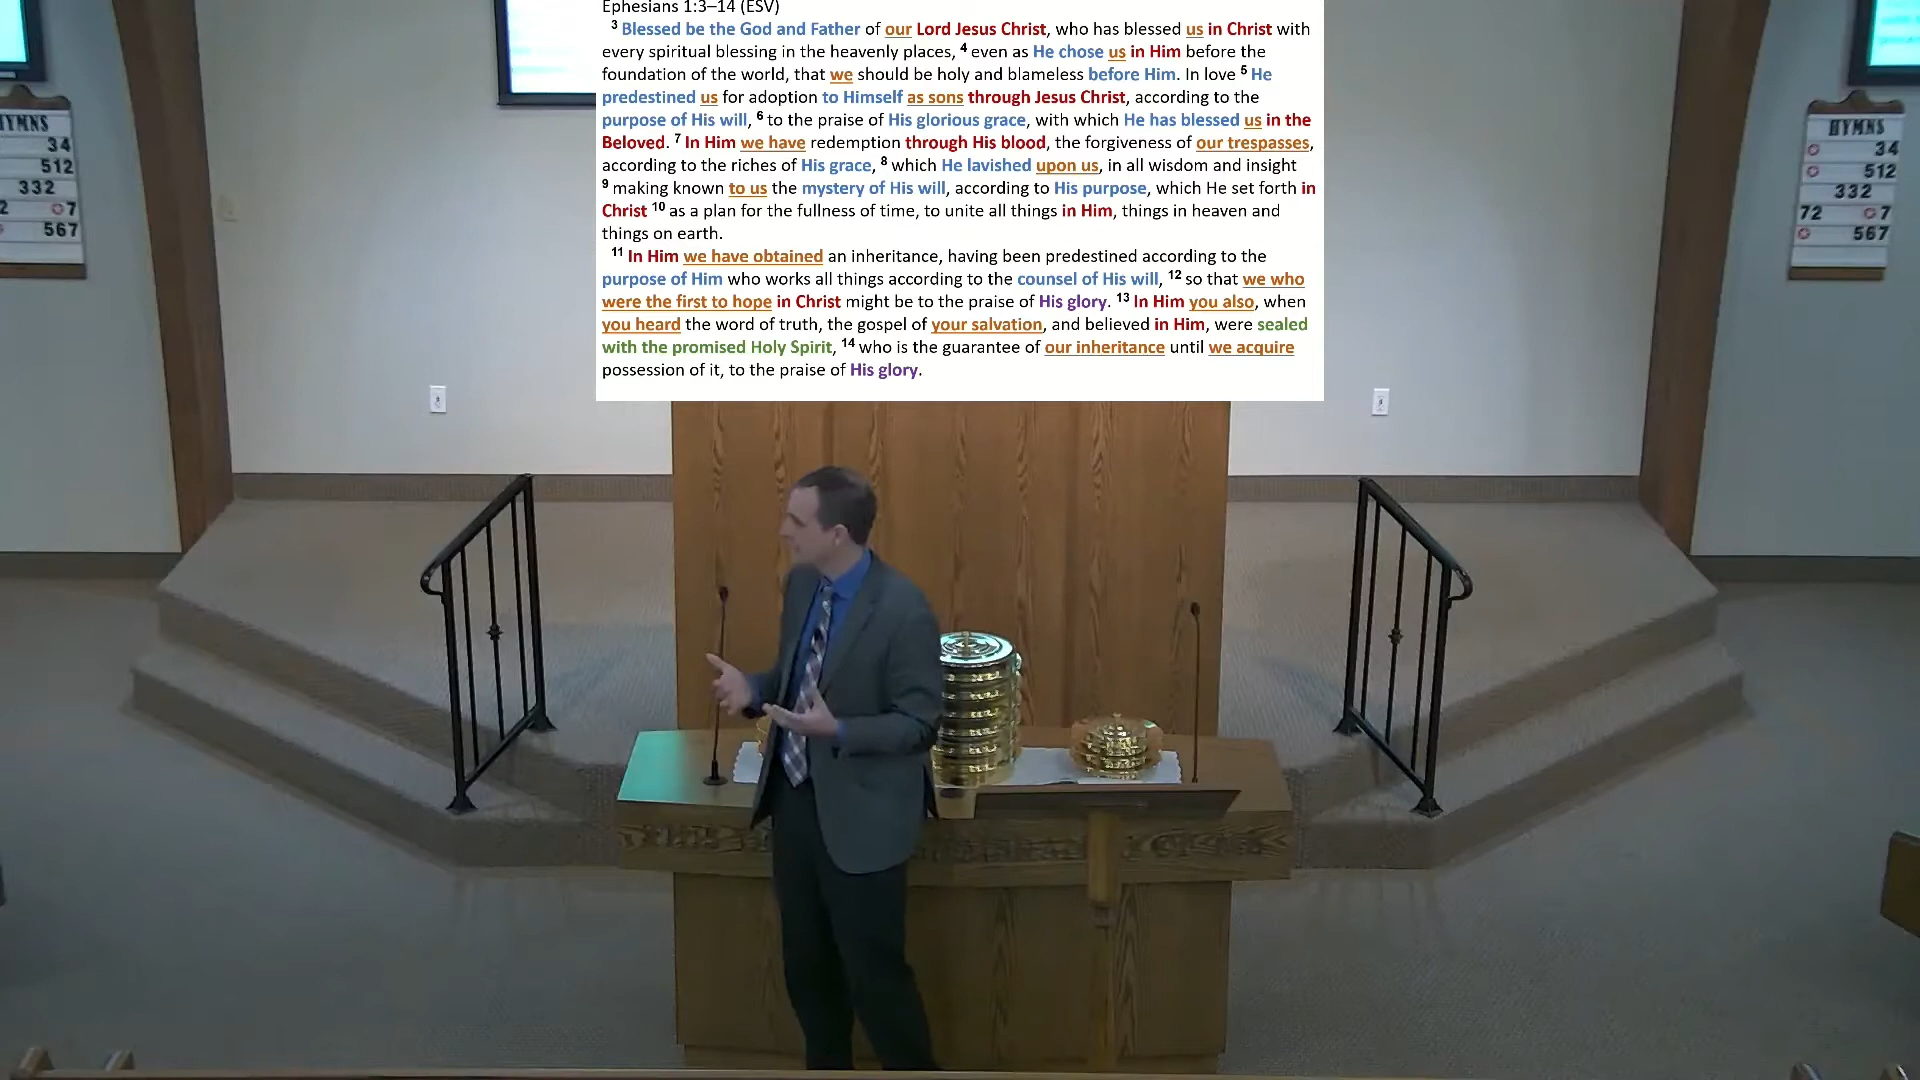 Ephesians 1:3–14 (ESV)
3 Blessed be the God and Father of our Lord Jesus Christ, who has blessed us in Christ with
every spiritual blessing in the heavenly places, 4 even as He chose us in Him before the
foundation of the world, that we should be holy and blameless before Him. In love 5 He
predestined us for adoption to Himself as sons through Jesus Christ, according to the
purpose of His will, 6 to the praise of His glorious grace, with which He has blessed us in the
Beloved. 7 In Him we have redemption through His blood, the forgiveness of our trespasses,
according to the riches of His grace, 8 which He lavished upon us, in all wisdom and insight
9 making known to us the mystery of His will, according to His purpose, which He set forth in
Christ 10 as a plan for the fullness of time, to unite all things in Him, things in heaven and
things on earth.
11 In Him we have obtained an inheritance, having been predestined according to the
purpose of Him who works all things according to the counsel of His will, 12 so that we who
were the first to hope in Christ might be to the praise of His glory. 13 In Him you also, when
you heard the word of truth, the gospel of your salvation, and believed in Him, were sealed
with the promised Holy Spirit, 14 who is the guarantee of our inheritance until we acquire
possession of it, to the praise of His glory.
HYMNS
34
512
332
2 7
567
HYMNS
34
512
332
72 7
567